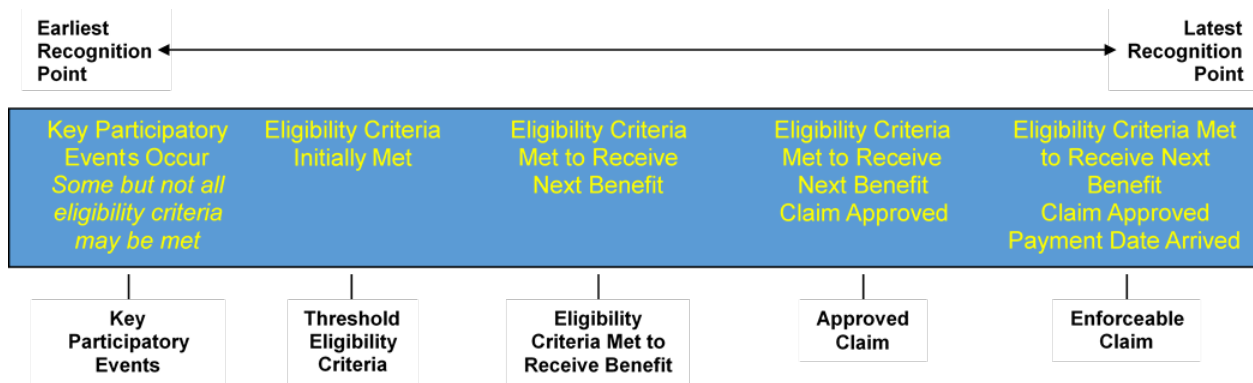 Earliest
Recognition
Point
Latest
Recognition
Point
Key Participatory
Events Occur
Some but not all
eligibility criteria
may be met
Eligibility Criteria
Initially Met
Eligibility Criteria
Met to Receive
Next Benefit
Eligibility Criteria
Met to Receive
Next Benefit
Claim Approved
Eligibility Criteria Met
to Receive Next
Benefit
Claim Approved
Payment Date Arrived
Key
Participatory
Events
Threshold
Eligibility
Criteria
Eligibility
Criteria Met to
Receive Benefit
Approved
Claim
Enforceable
Claim